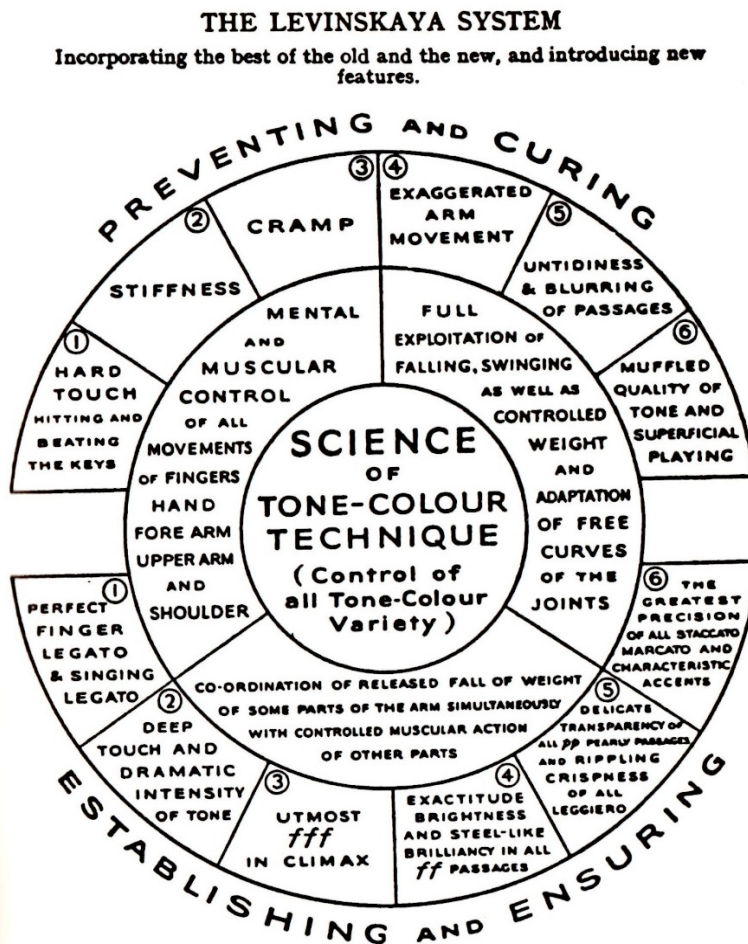 THE LEVINSKAYA SYSTEM
Incorporating the best of the old and the new, and introducing new
features.
PREVENTING AND CURING
①
HARD
TOUCH
HITTING AND
BEATING
THE KEYS
②
STIFFNESS
③
CRAMP
④
EXAGGERATED
ARM
MOVEMENT
⑤
UNTIDINESS
& BLURRING
OF PASSAGES
⑥
MUFFLED
QUALITY OF
TONE AND
SUPERFICIAL
PLAYING
MENTAL
AND
MUSCULAR
CONTROL
OF ALL
MOVEMENTS
OF FINGERS
HAND
FORE ARM
UPPER ARM
AND
SHOULDER
FULL
EXPLOITATION OF
FALLING, SWINGING
AS WELL AS
CONTROLLED
WEIGHT
AND
ADAPTATION
OF FREE
CURVES
OF THE
JOINTS
SCIENCE
OF
TONE-COLOUR
TECHNIQUE
(Control of
all Tone-Colour
Variety)
CO-ORDINATION OF RELEASED FALL OF WEIGHT
OF SOME PARTS OF THE ARM SIMULTANEOUSLY
WITH CONTROLLED MUSCULAR ACTION
OF OTHER PARTS
①
PERFECT
FINGER
LEGATO
& SINGING
LEGATO
②
DEEP
TOUCH AND
DRAMATIC
INTENSITY
OF TONE
③
UTMOST
fff
IN CLIMAX
④
EXACTITUDE
BRIGHTNESS
AND STEEL-LIKE
BRILLIANCY IN ALL
ff PASSAGES
⑤
DELICATE
TRANSPARENCY OF
ALL pp PEARLY PASSAGES
AND RIPPLING
CRISPNESS
OF ALL
LEGGIERO
⑥
THE
GREATEST
PRECISION
OF ALL STACCATO
MARCATO AND
CHARACTERISTIC
ACCENTS
ESTABLISHING AND ENSURING